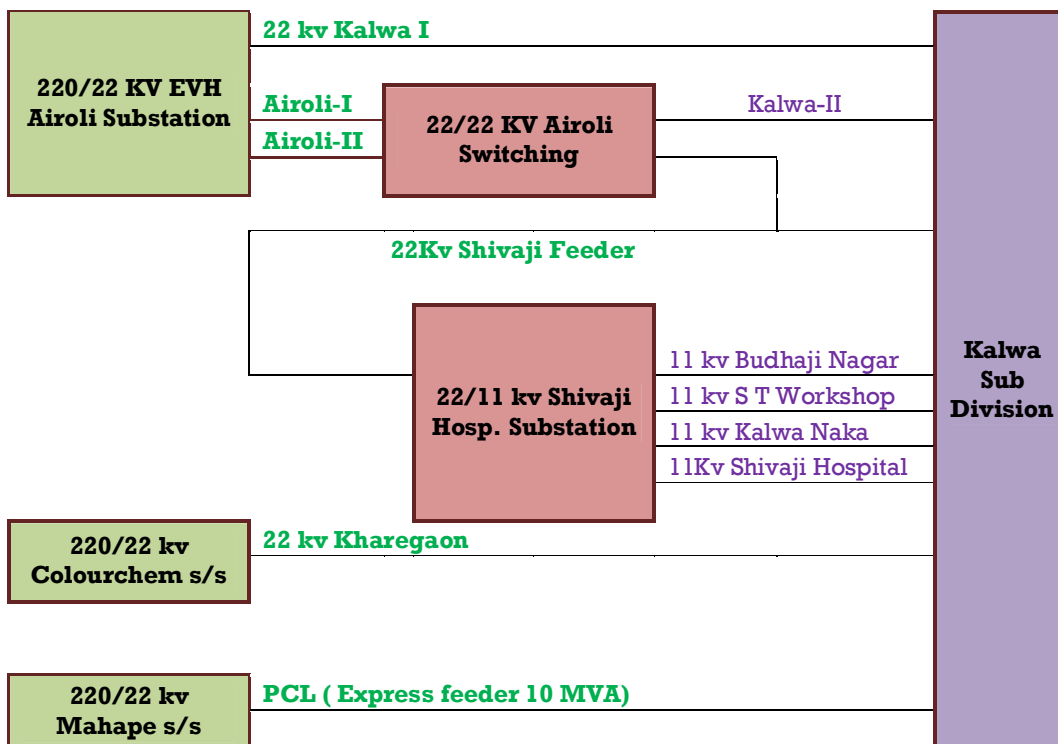 22 kv Kalwa I
220/22 KV EVH
Airoli Substation
Airoli-I
Airoli-II
22/22 KV Airoli
Switching
Kalwa-II
22Kv Shivaji Feeder
22/11 kv Shivaji
Hosp. Substation
11 kv Budhaji Nagar
11 kv S T Workshop
11 kv Kalwa Naka
11Kv Shivaji Hospital
Kalwa
Sub
Division
220/22 kv
Colourchem s/s
22 kv Kharegaon
220/22 kv
Mahape s/s
PCL ( Express feeder 10 MVA)